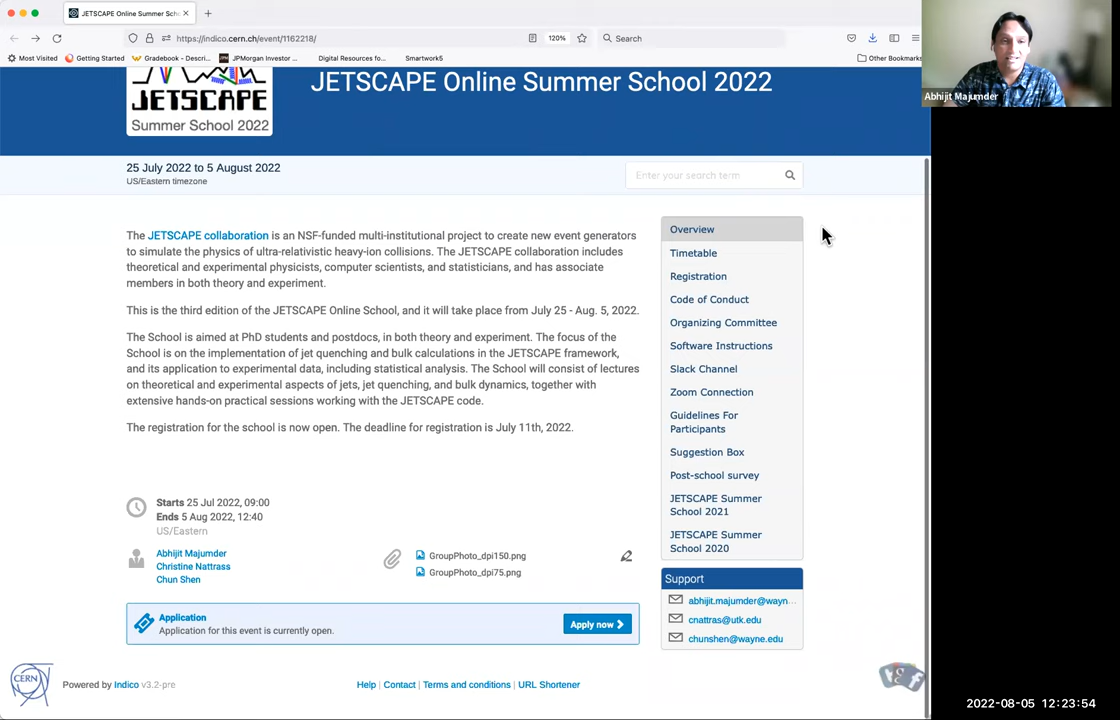 JETSCAPE Online Summer Sch
https://indico.cern.ch/event/1162218/
120%
Search
Most Visited
Getting Started
Gradebook - Descri...
JPMorgan Investor ...
Digital Resources fo...
Smartwork5
Other Bookmarks
Abhijit Majumder
JETSCAPE
Summer School 2022
JETSCAPE Online Summer School 2022
25 July 2022 to 5 August 2022
US/Eastern timezone
Enter your search term
The JETSCAPE collaboration is an NSF-funded multi-institutional project to create new event generators
to simulate the physics of ultra-relativistic heavy-ion collisions. The JETSCAPE collaboration includes
theoretical and experimental physicists, computer scientists, and statisticians, and has associate
members in both theory and experiment.
This is the third edition of the JETSCAPE Online School, and it will take place from July 25 - Aug. 5, 2022.
The School is aimed at PhD students and postdocs, in both theory and experiment. The focus of the
School is on the implementation of jet quenching and bulk calculations in the JETSCAPE framework,
and its application to experimental data, including statistical analysis. The School will consist of lectures
on theoretical and experimental aspects of jets, jet quenching, and bulk dynamics, together with
extensive hands-on practical sessions working with the JETSCAPE code.
The registration for the school is now open. The deadline for registration is July 11th, 2022.
Starts 25 Jul 2022, 09:00
Ends 5 Aug 2022, 12:40
US/Eastern
Abhijit Majumder
Christine Nattrass
Chun Shen
GroupPhoto_dpi150.png
GroupPhoto_dpi75.png
Application
Application for this event is currently open.
Apply now
Overview
Timetable
Registration
Code of Conduct
Organizing Committee
Software Instructions
Slack Channel
Zoom Connection
Guidelines For
Participants
Suggestion Box
Post-school survey
JETSCAPE Summer
School 2021
JETSCAPE Summer
School 2020
Support
abhijit.majumder@wayn...
cnattras@utk.edu
chunshen@wayne.edu
CERN
Powered by Indico v3.2-pre
Help | Contact | Terms and conditions | URL Shortener
2022-08-05 12:23:54